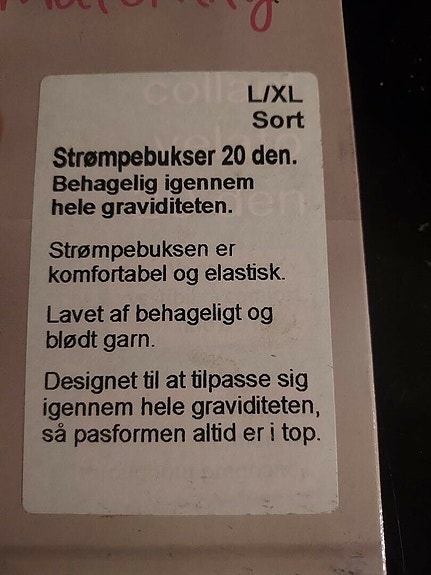 maternity
L/XL
Sort
Strømpebukser 20 den.
Behagelig igennem
hele graviditeten.
Strømpebuksen er
komfortabel og elastisk.
Lavet af behageligt og
blødt garn.
Designet til at tilpasse sig
igennem hele graviditeten,
så pasformen altid er i top.